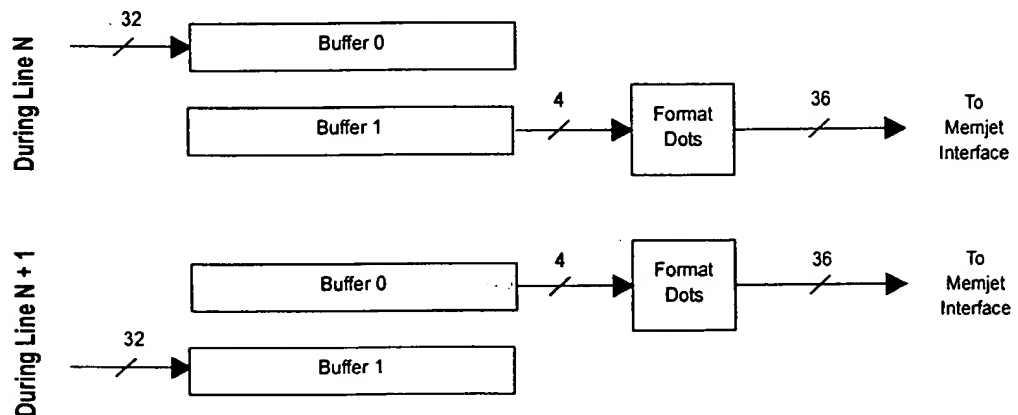 During Line N
32
Buffer 0
Buffer 1
4
Format
Dots
36
To
Memjet
Interface
During Line N + 1
Buffer 0
4
Format
Dots
36
To
Memjet
Interface
32
Buffer 1